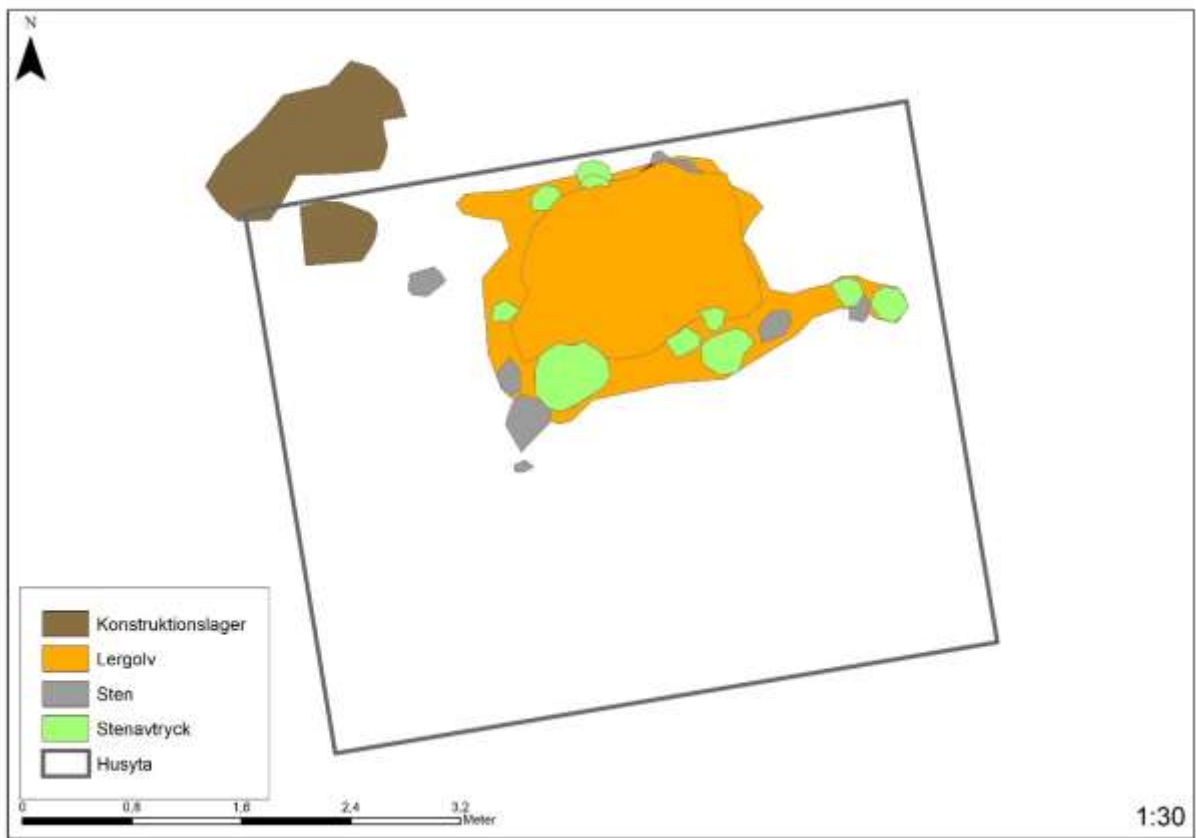 N
Konstruktionslager
Lergolv
Sten
Stenavtryck
Husyta
0 0,8 1,6 2,4 3,2
Meter
1:30